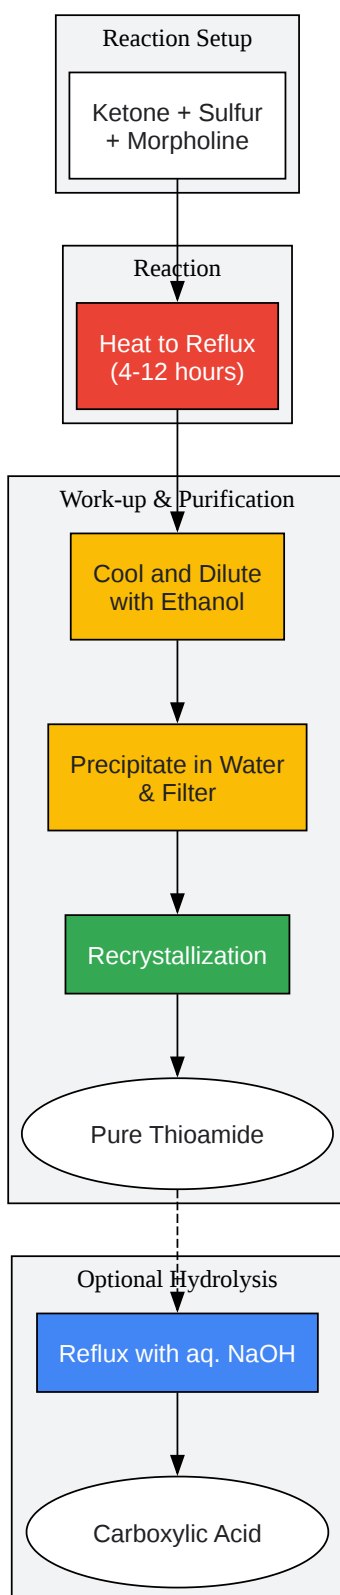 Reaction Setup
Ketone + Sulfur
+ Morpholine
Reaction
Heat to Reflux
(4-12 hours)
Work-up & Purification
Cool and Dilute
with Ethanol
Precipitate in Water
& Filter
Recrystallization
Pure Thioamide
Optional Hydrolysis
Reflux with aq. NaOH
Carboxylic Acid